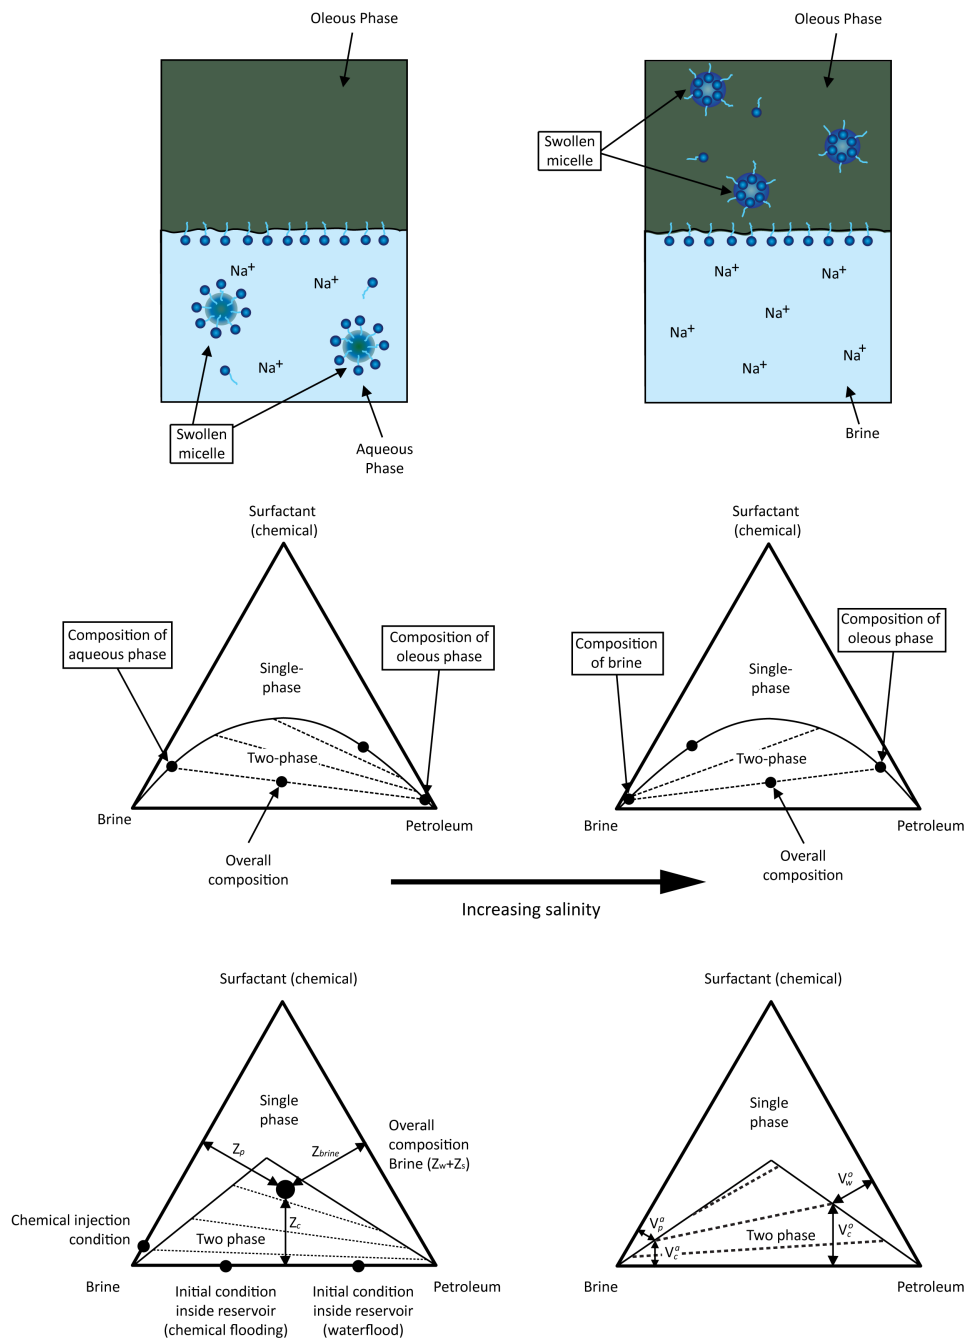 Oleous Phase
Oleous Phase
Swollen
micelle
Na+
Na+
Na+
Na+
Na+
Na+
Na+
Na+
Swollen
micelle
Aqueous
Phase
Brine
Surfactant
(chemical)
Surfactant
(chemical)
Composition of
aqueous phase
Composition of
oleous phase
Composition
of brine
Composition of
oleous phase
Single-
phase
Single-
phase
Two-phase
Two-phase
Brine
Petroleum
Brine
Petroleum
Overall
composition
Overall
composition
Increasing salinity
Surfactant (chemical)
Surfactant (chemical)
Single
phase
Single
phase
Overall
composition
Brine (Zw+Zs)
Zp
Zbrine
Zc
Chemical injection
condition
Two phase
Two phase
Vpa
Vca
Vwo
Vco
Brine
Petroleum
Brine
Petroleum
Initial condition
inside reservoir
(chemical flooding)
Initial condition
inside reservoir
(waterflood)